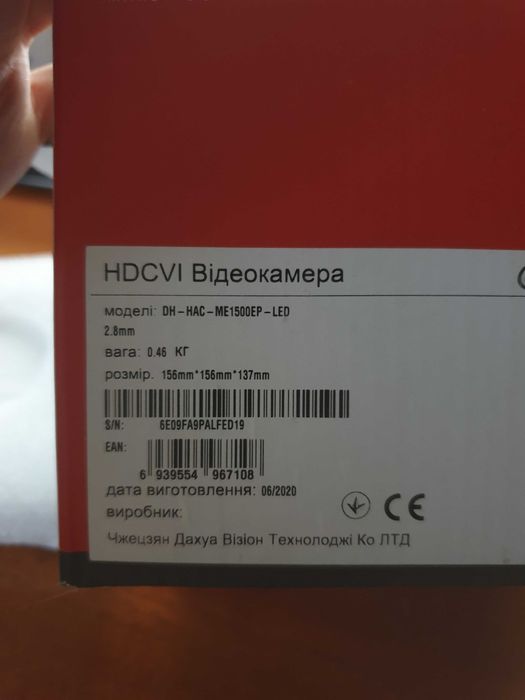 HDCVI Відеокамера
моделі: DH-HAC-ME1500EP-LED
2.8mm
вага: 0.46 КГ
розмір. 156mm*156mm*137mm
S/N: 6E09FA9PALFED19
EAN:
6 939554 967108
дата виготовлення: 06/2020
виробник:
CE
Чжецзян Дахуа Візіон Технолоджі Ко ЛТД